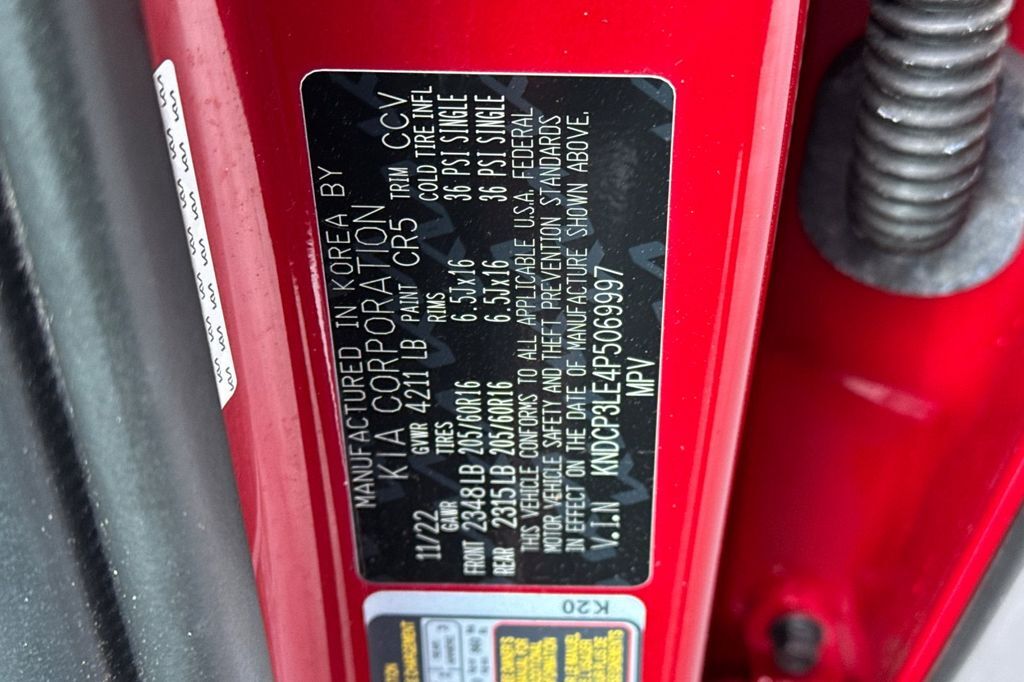 MANUFACTURED IN KOREA BY
KIA CORPORATION
11/22 GVWR 4211 LB PAINT CR5 TRIM CCV
GAWR TIRES RIMS COLD TIRE INFL
FRONT 2348LB 205/60R16 6.5Jx16 36 PSI SINGLE
REAR 2315LB 205/60R16 6.5Jx16 36 PSI SINGLE
THIS VEHICLE CONFORMS TO ALL APPLICABLE U.S.A. FEDERAL
MOTOR VEHICLE SAFETY AND THEFT PREVENTION STANDARDS
IN EFFECT ON THE DATE OF MANUFACTURE SHOWN ABOVE.
V.I.N KNDCP3LE4P5069997
MPV
K20